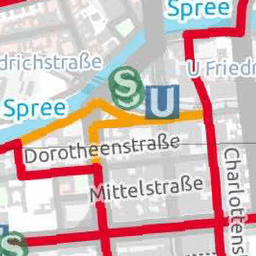 Spree
drichstraße
S
U Friedr
U
Spree
Dorotheenstraße
Mittelstraße
Charlottens
S